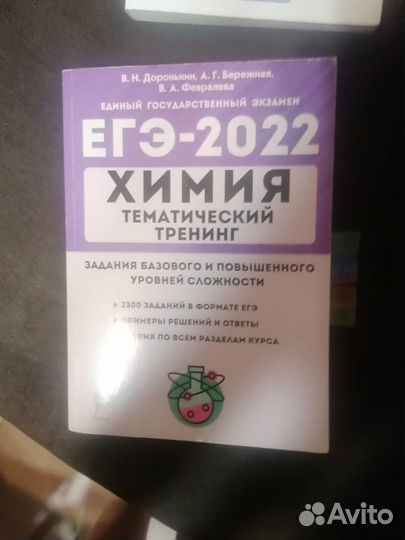 В. Н. Доронькин, А. Г. Бережная,
В. А. Февралева
ЕДИНЫЙ ГОСУДАРСТВЕННЫЙ ЭКЗАМЕН
ЕГЭ-2022
ХИМИЯ
ТЕМАТИЧЕСКИЙ
ТРЕНИНГ
ЗАДАНИЯ БАЗОВОГО И ПОВЫШЕННОГО
УРОВНЕЙ СЛОЖНОСТИ
2300 ЗАДАНИЙ В ФОРМАТЕ ЕГЭ
ПРИМЕРЫ РЕШЕНИЙ И ОТВЕТЫ
ПО ВСЕМ РАЗДЕЛАМ КУРСА
Avito